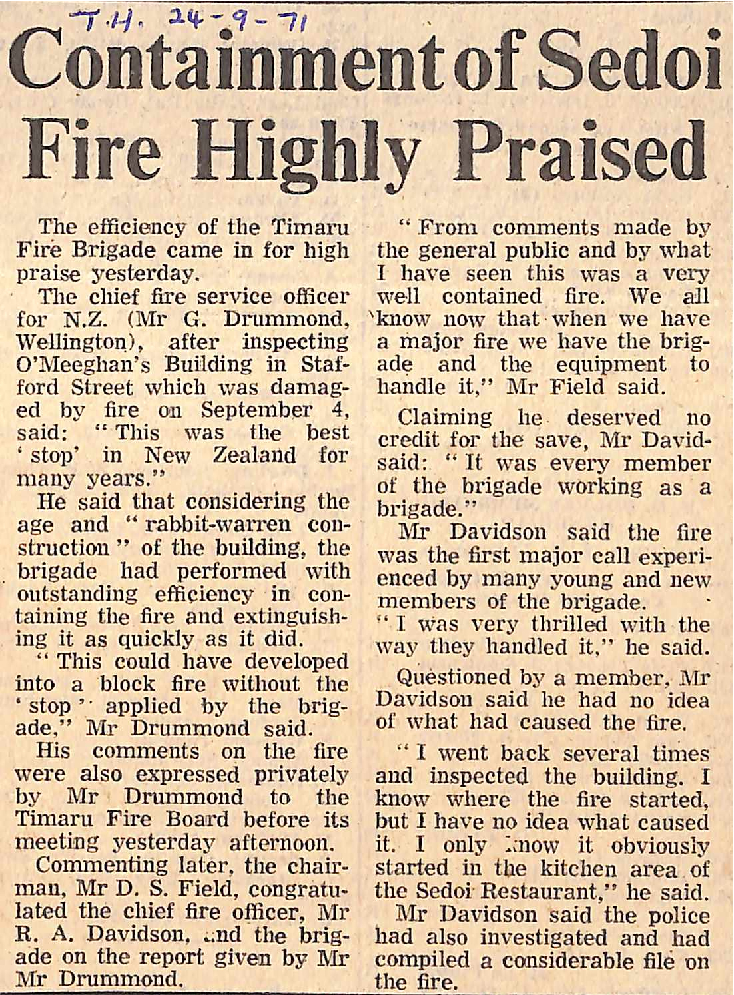 T.H. 24-9-71
Containment of Sedoi
Fire Highly Praised
The efficiency of the Timaru
Fire Brigade came in for high
praise yesterday.
The chief fire service officer
for N.Z. (Mr G. Drummond,
Wellington), after inspecting
O'Meeghan's Building in Staf-
ford Street which was damag-
ed by fire on September 4,
said: "This was the best
'stop' in New Zealand for
many years."
He said that considering the
age and "rabbit-warren con-
struction" of the building, the
brigade had performed with
outstanding efficiency in con-
taining the fire and extinguish-
ing it as quickly as it did.
"This could have developed
into a block fire without the
'stop' applied by the brig-
ade," Mr Drummond said.
His comments on the fire
were also expressed privately
by Mr Drummond to the
Timaru Fire Board before its
meeting yesterday afternoon.
Commenting later, the chair-
man, Mr D. S. Field, congratu-
lated the chief fire officer, Mr
R. A. Davidson, and the brig-
ade on the report given by Mr
Mr Drummond.
"From comments made by
the general public and by what
I have seen this was a very
well contained fire. We all
know now that when we have
a major fire we have the brig-
ade and the equipment to
handle it," Mr Field said.
Claiming he deserved no
credit for the save, Mr David-
said: "It was every member
of the brigade working as a
brigade."
Mr Davidson said the fire
was the first major call experi-
enced by many young and new
members of the brigade.
"I was very thrilled with the
way they handled it," he said.
Questioned by a member, Mr
Davidson said he had no idea
of what had caused the fire.
"I went back several times
and inspected the building. I
know where the fire started,
but I have no idea what caused
it. I only know it obviously
started in the kitchen area of
the Sedoi Restaurant," he said.
Mr Davidson said the police
had also investigated and had
compiled a considerable file on
the fire.